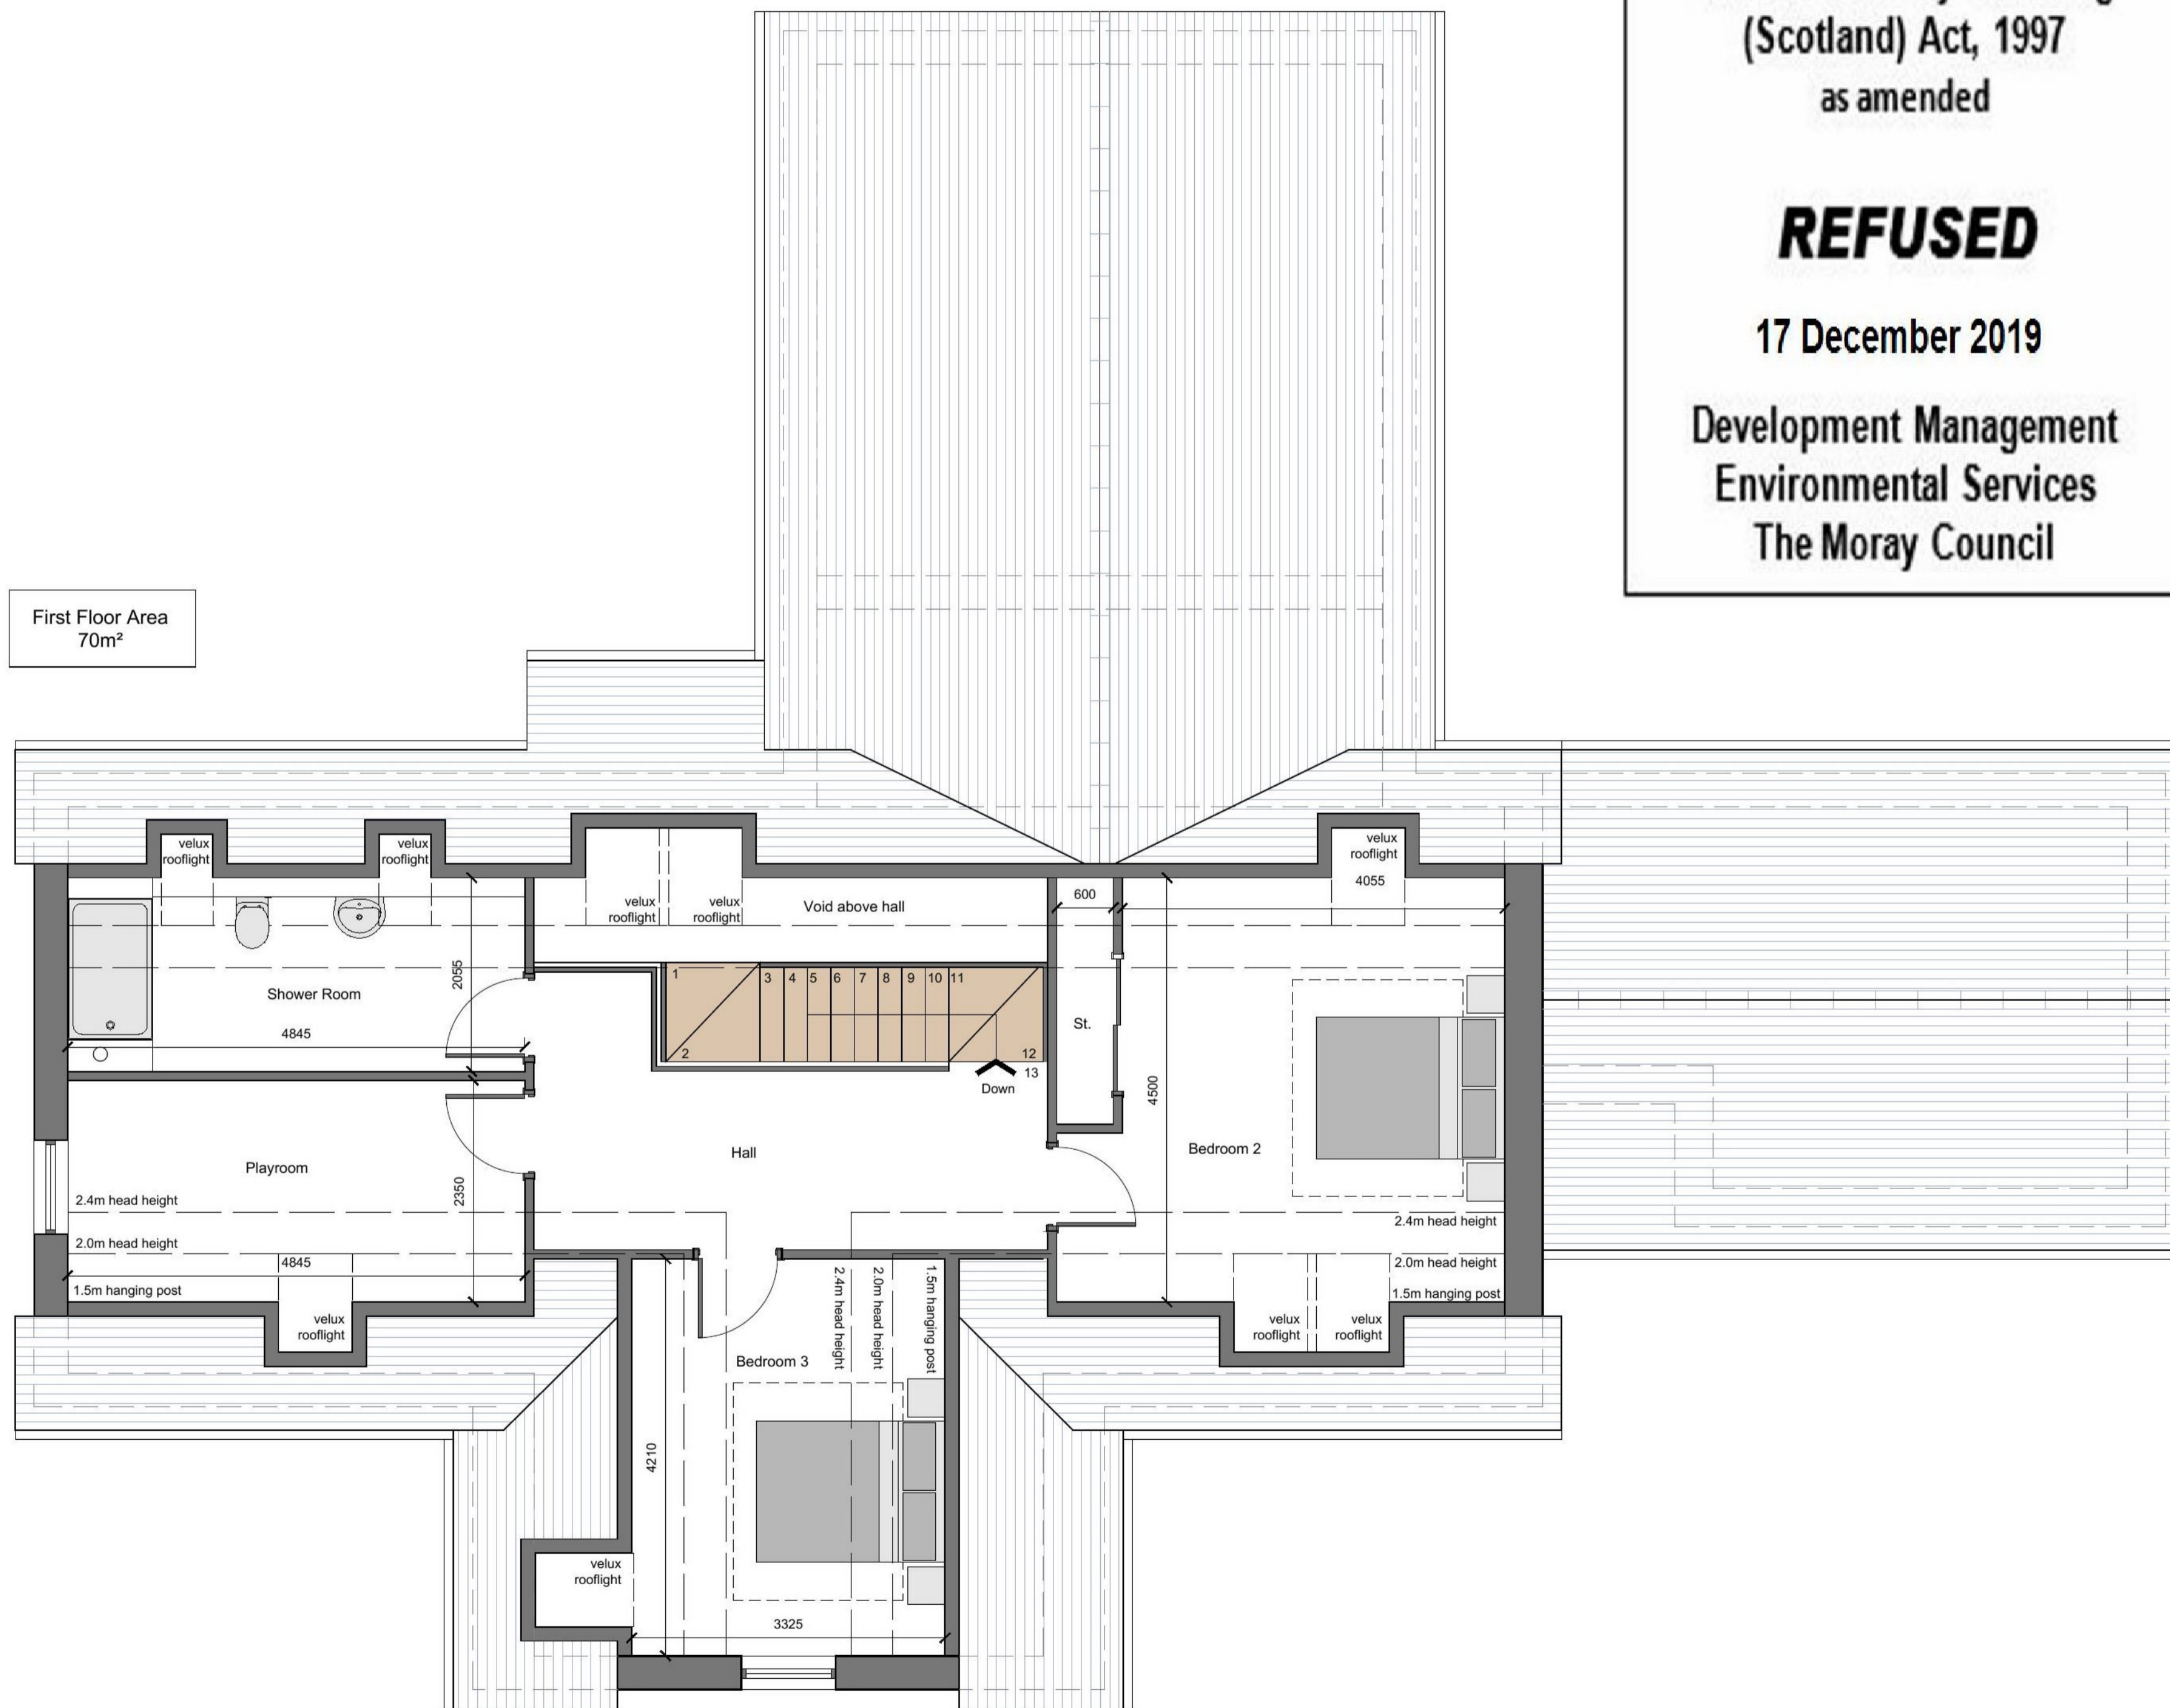 (Scotland) Act, 1997
as amended
REFUSED
17 December 2019
Development Management
Environmental Services
The Moray Council
First Floor Area
70m²
velux
rooflight
velux
rooflight
velux
rooflight
velux
rooflight
Void above hall
600
velux
rooflight
4055
2055
Shower Room
4845
1
2
3
4
5
6
7
8
9
10
11
12
13
Down
St.
4500
Bedroom 2
Hall
Playroom
2350
2.4m head height
2.0m head height
4845
1.5m hanging post
velux
rooflight
2.4m head height
2.0m head height
1.5m hanging post
velux
rooflight
velux
rooflight
2.4m head height
2.0m head height
1.5m hanging post
Bedroom 3
4210
velux
rooflight
3325